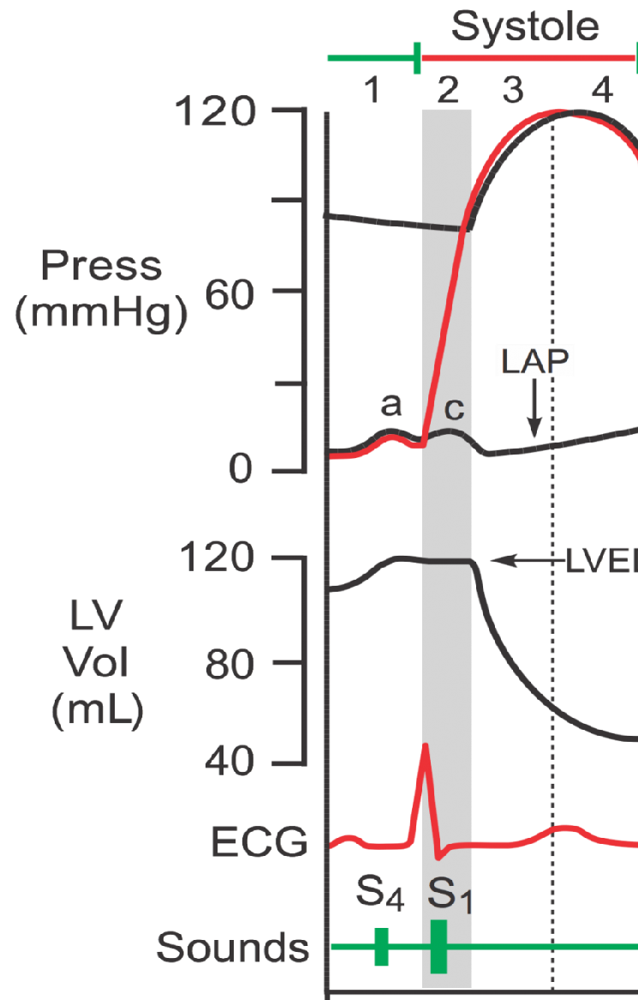 Systole
1 2 3 4
120
Press
(mmHg)
60
LAP
a
c
0
120
LVE
LV
Vol
(mL)
80
40
ECG
S₄ S₁
Sounds